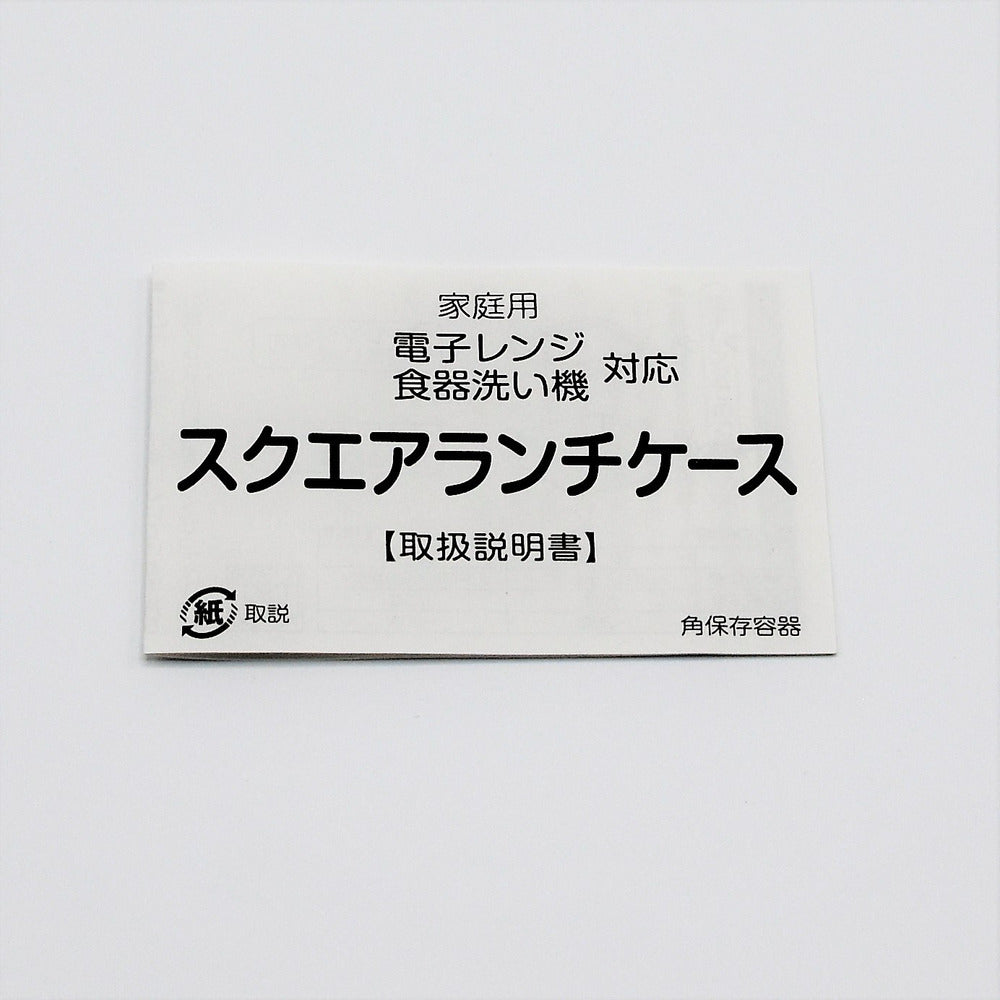 家庭用
電子レンジ
食器洗い機 対応
スクエアランチケース
【取扱説明書】
紙 取説
角保存容器